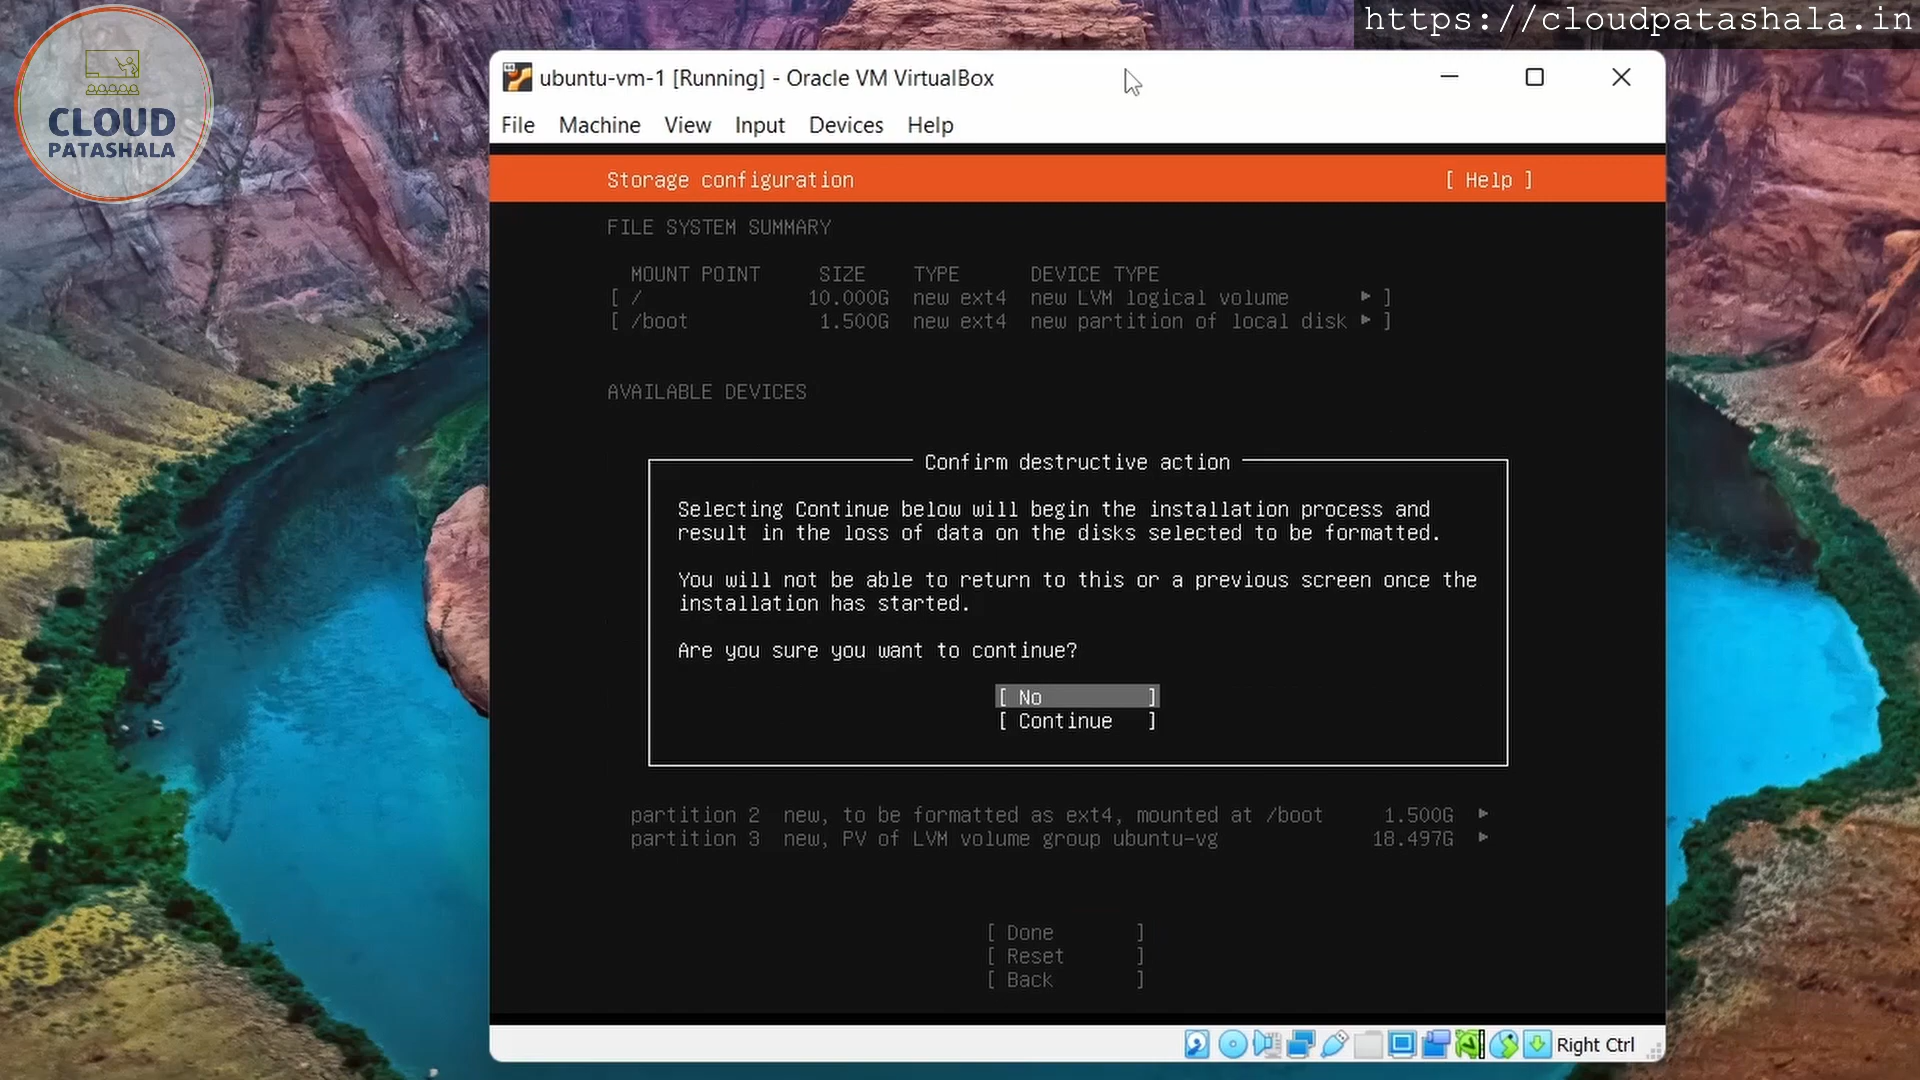 https://cloudpatashala.in
CLOUD
PATASHALA
ubuntu-vm-1 [Running] - Oracle VM VirtualBox
File Machine View Input Devices Help
Storage configuration [ Help ]
FILE SYSTEM SUMMARY
MOUNT POINT SIZE TYPE DEVICE TYPE
[ / 10.000G new ext4 new LVM logical volume ▸ ]
[ /boot 1.500G new ext4 new partition of local disk ▸ ]
AVAILABLE DEVICES
Confirm destructive action
Selecting Continue below will begin the installation process and
result in the loss of data on the disks selected to be formatted.
You will not be able to return to this or a previous screen once the
installation has started.
Are you sure you want to continue?
[ No ]
[ Continue ]
partition 2 new, to be formatted as ext4, mounted at /boot 1.500G ▸
partition 3 new, PV of LVM volume group ubuntu-vg 18.497G ▸
[ Done ]
[ Reset ]
[ Back ]
Right Ctrl